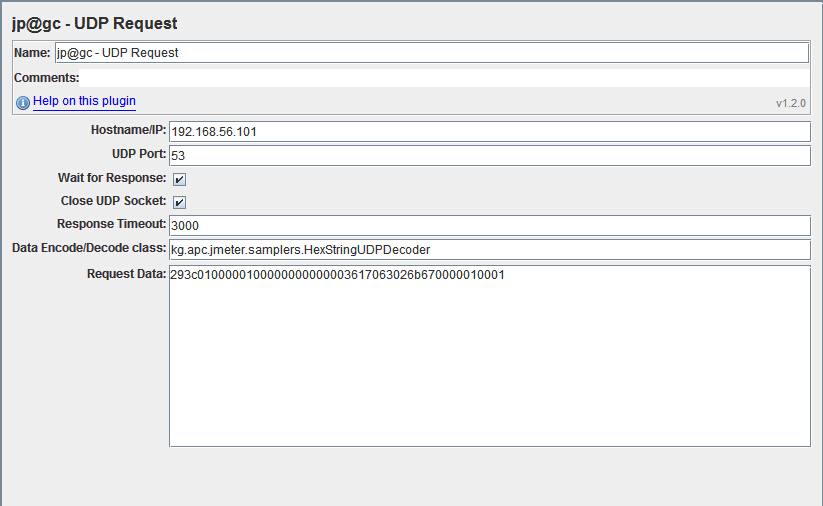 jp@gc - UDP Request
Name: jp@gc - UDP Request
Comments:
Help on this plugin v1.2.0
Hostname/IP: 192.168.56.101
UDP Port: 53
Wait for Response:
Close UDP Socket:
Response Timeout: 3000
Data Encode/Decode class: kg.apc.jmeter.samplers.HexStringUDPDecoder
Request Data: 293c0100000100000000000003617063026b670000010001